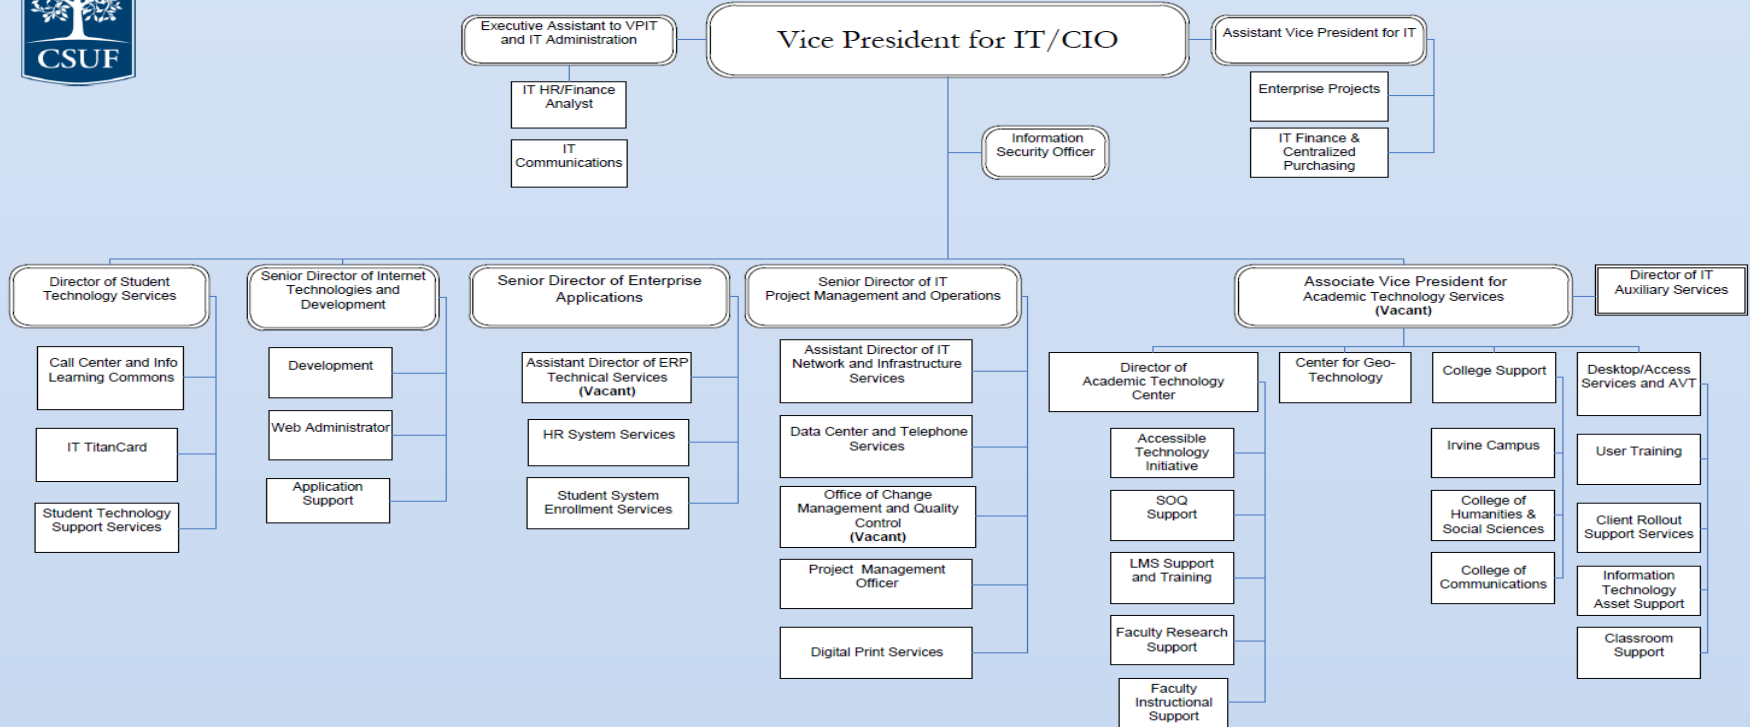 CSUF
Executive Assistant to VPIT
and IT Administration
Vice President for IT/CIO
Assistant Vice President for IT
IT HR/Finance
Analyst
IT
Communications
Enterprise Projects
IT Finance &
Centralized
Purchasing
Information
Security Officer
Director of Student
Technology Services
Call Center and Info
Learning Commons
IT TitanCard
Student Technology
Support Services
Senior Director of Internet
Technologies and
Development
Development
Web Administrator
Application
Support
Senior Director of Enterprise
Applications
Assistant Director of ERP
Technical Services
(Vacant)
HR System Services
Student System
Enrollment Services
Senior Director of IT
Project Management and Operations
Assistant Director of IT
Network and Infrastructure
Services
Data Center and Telephone
Services
Office of Change
Management and Quality
Control
(Vacant)
Project Management
Officer
Digital Print Services
Associate Vice President for
Academic Technology Services
(Vacant)
Director of IT
Auxiliary Services
Director of
Academic Technology
Center
Accessible
Technology
Initiative
SOQ
Support
LMS Support
and Training
Faculty Research
Support
Faculty
Instructional
Support
Center for Geo-
Technology
College Support
Irvine Campus
College of
Humanities &
Social Sciences
College of
Communications
Desktop/Access
Services and AVT
User Training
Client Rollout
Support Services
Information
Technology
Asset Support
Classroom
Support